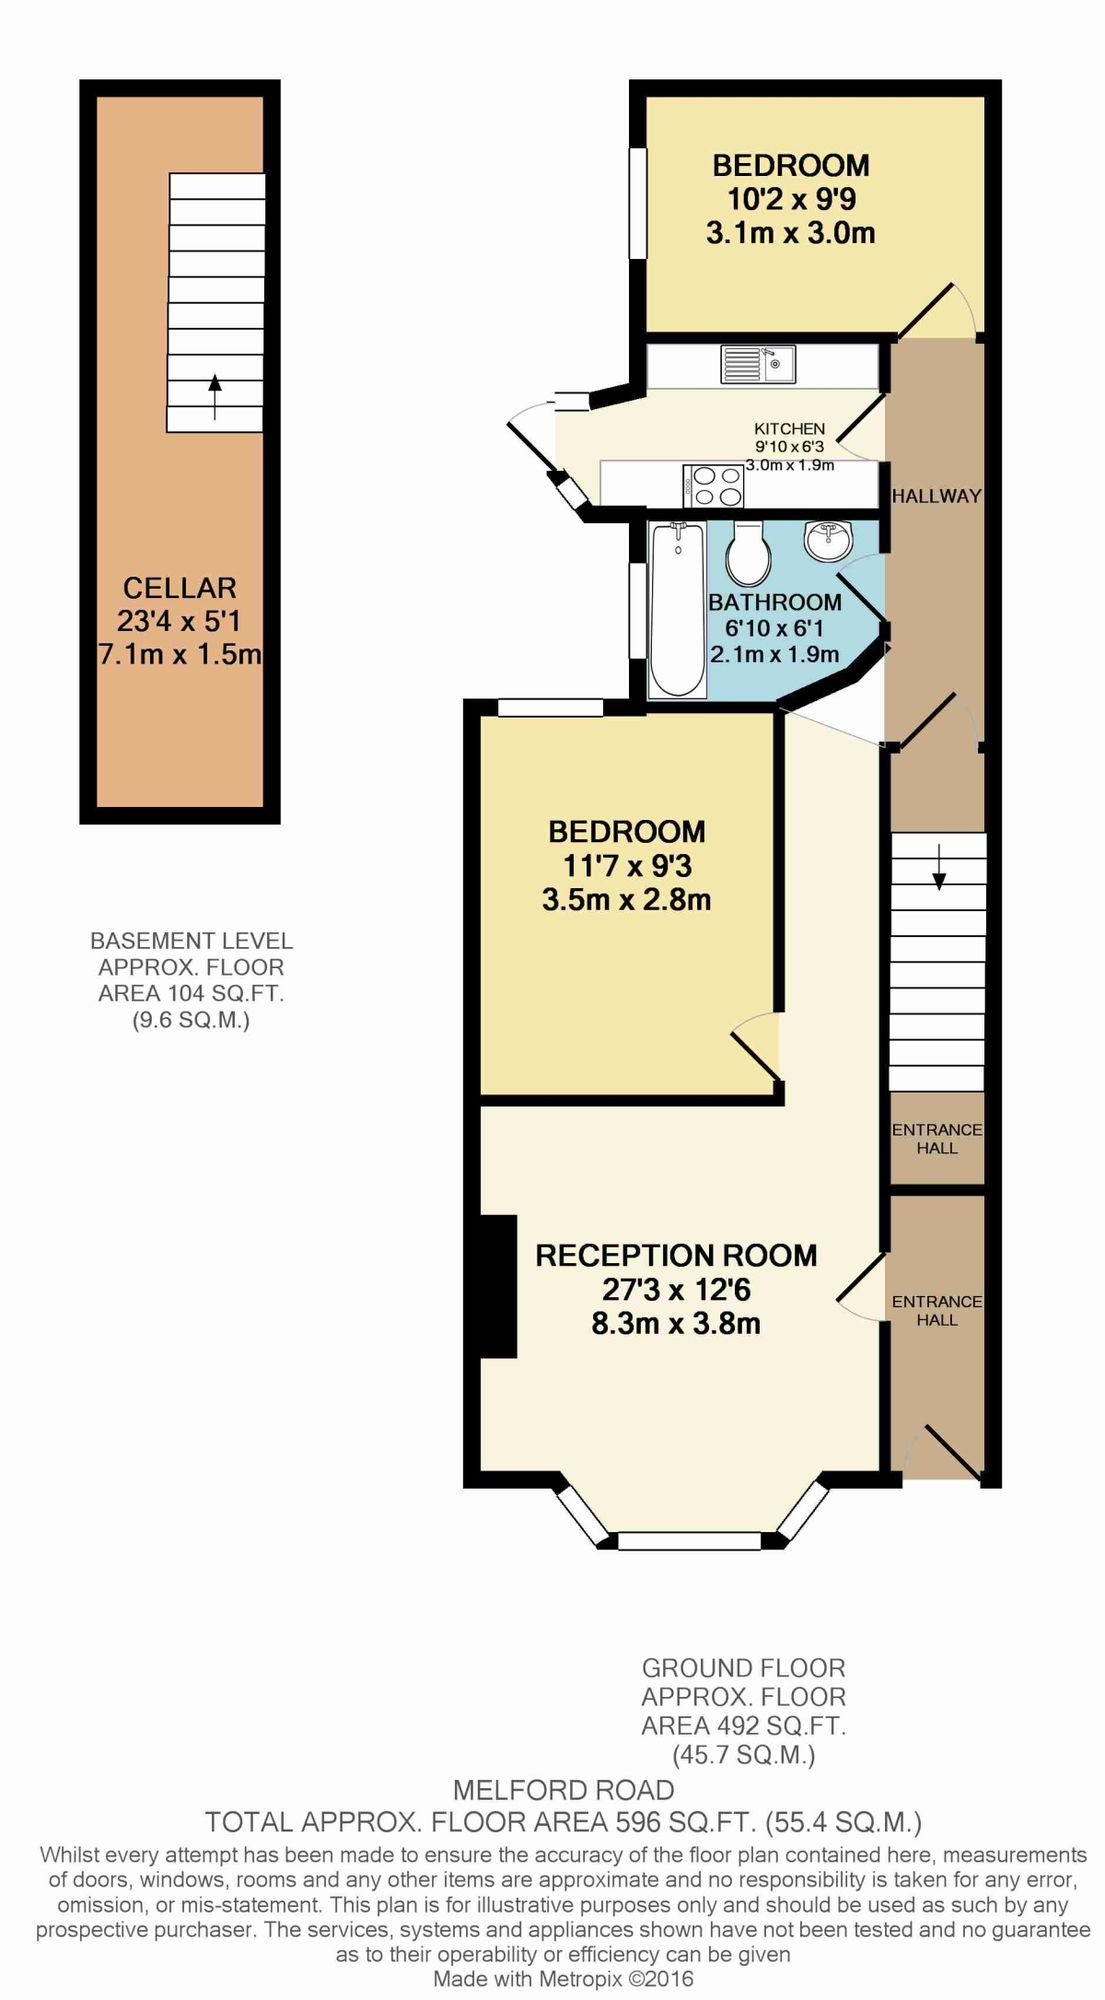 BEDROOM
10'2 x 9'9
3.1m x 3.0m
KITCHEN
9'10 x 6'3
3.0m x 1.9m
HALLWAY
CELLAR
23'4 x 5'1
7.1m x 1.5m
BATHROOM
6'10 x 6'1
2.1m x 1.9m
BEDROOM
11'7 x 9'3
3.5m x 2.8m
BASEMENT LEVEL
APPROX. FLOOR
AREA 104 SQ.FT.
(9.6 SQ.M.)
ENTRANCE
HALL
RECEPTION ROOM
27'3 x 12'6
8.3m x 3.8m
ENTRANCE
HALL
GROUND FLOOR
APPROX. FLOOR
AREA 492 SQ.FT.
(45.7 SQ.M.)
MELFORD ROAD
TOTAL APPROX. FLOOR AREA 596 SQ.FT. (55.4 SQ.M.)
Whilst every attempt has been made to ensure the accuracy of the floor plan contained here, measurements
of doors, windows, rooms and any other items are approximate and no responsibility is taken for any error,
omission, or mis-statement. This plan is for illustrative purposes only and should be used as such by any
prospective purchaser. The services, systems and appliances shown have not been tested and no guarantee
as to their operability or efficiency can be given
Made with Metropix ©2016